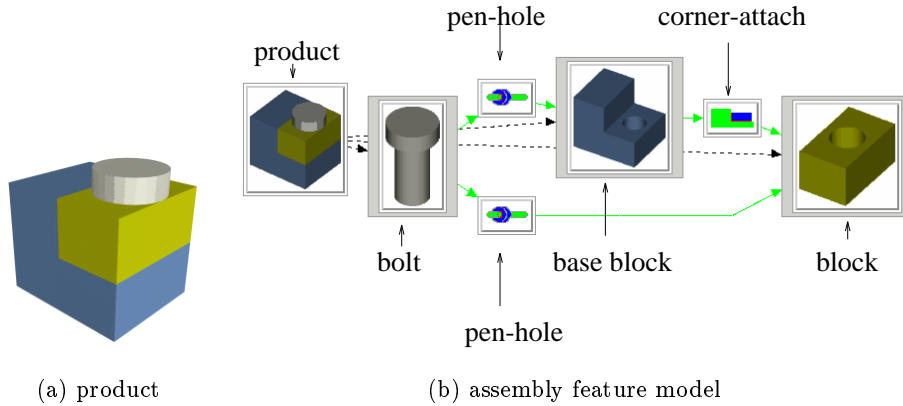 pen-hole
corner-attach
product
bolt
base block
block
pen-hole
(a) product
(b) assembly feature model